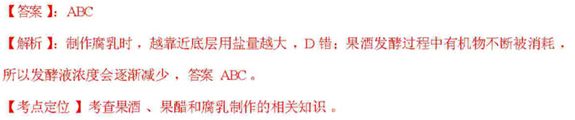 【答案】：ABC
【解析】：制作腐乳时，越靠近底层用盐量越大，D 错；果酒发酵过程中有机物不断被消耗，
所以发酵液浓度会逐渐减少，答案 ABC。
【考点定位】考查果酒、果醋和腐乳制作的相关知识。